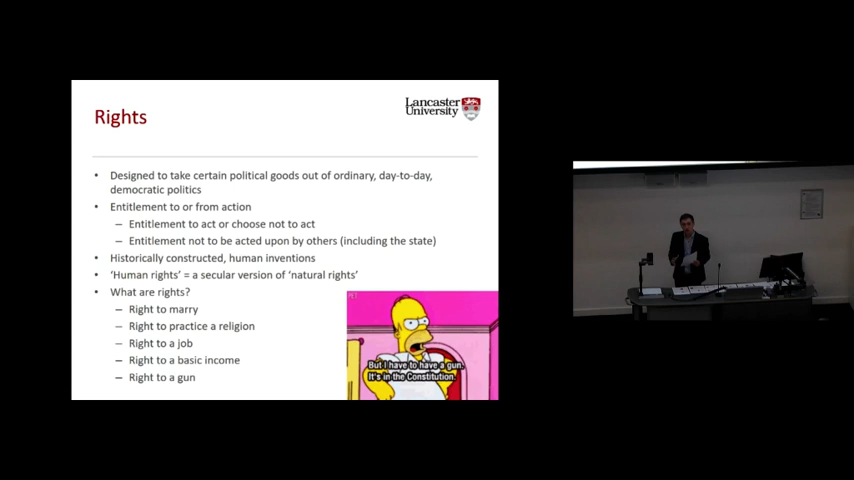 Rights
Lancaster
University
• Designed to take certain political goods out of ordinary, day-to-day,
democratic politics
• Entitlement to or from action
– Entitlement to act or choose not to act
– Entitlement not to be acted upon by others (including the state)
• Historically constructed, human inventions
• ‘Human rights’ = a secular version of ‘natural rights’
• What are rights?
– Right to marry
– Right to practice a religion
– Right to a job
– Right to a basic income
– Right to a gun
But I have to have a gun.
It's in the Constitution.